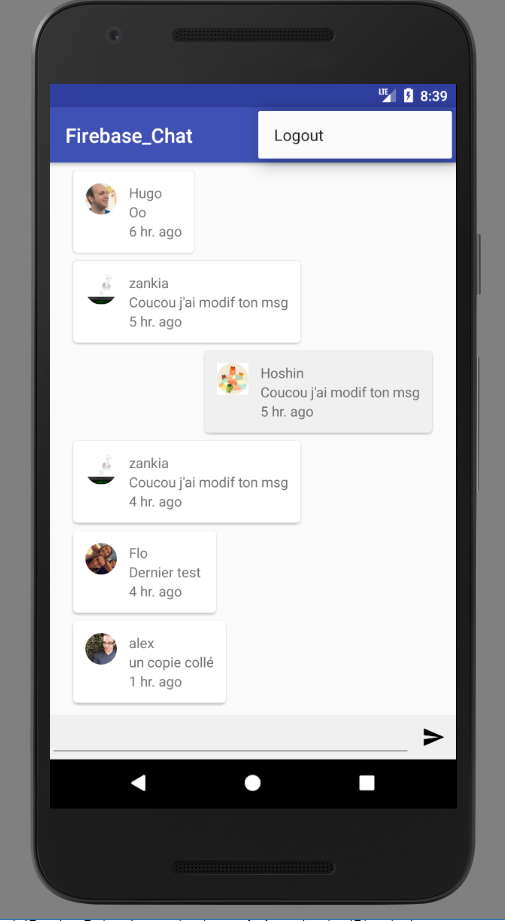 LTE 8:39
Firebase_Chat
Logout
Hugo
Oo
6 hr. ago
zankia
Coucou j'ai modif ton msg
5 hr. ago
Hoshin
Coucou j'ai modif ton msg
5 hr. ago
zankia
Coucou j'ai modif ton msg
4 hr. ago
Flo
Dernier test
4 hr. ago
alex
un copie collé
1 hr. ago